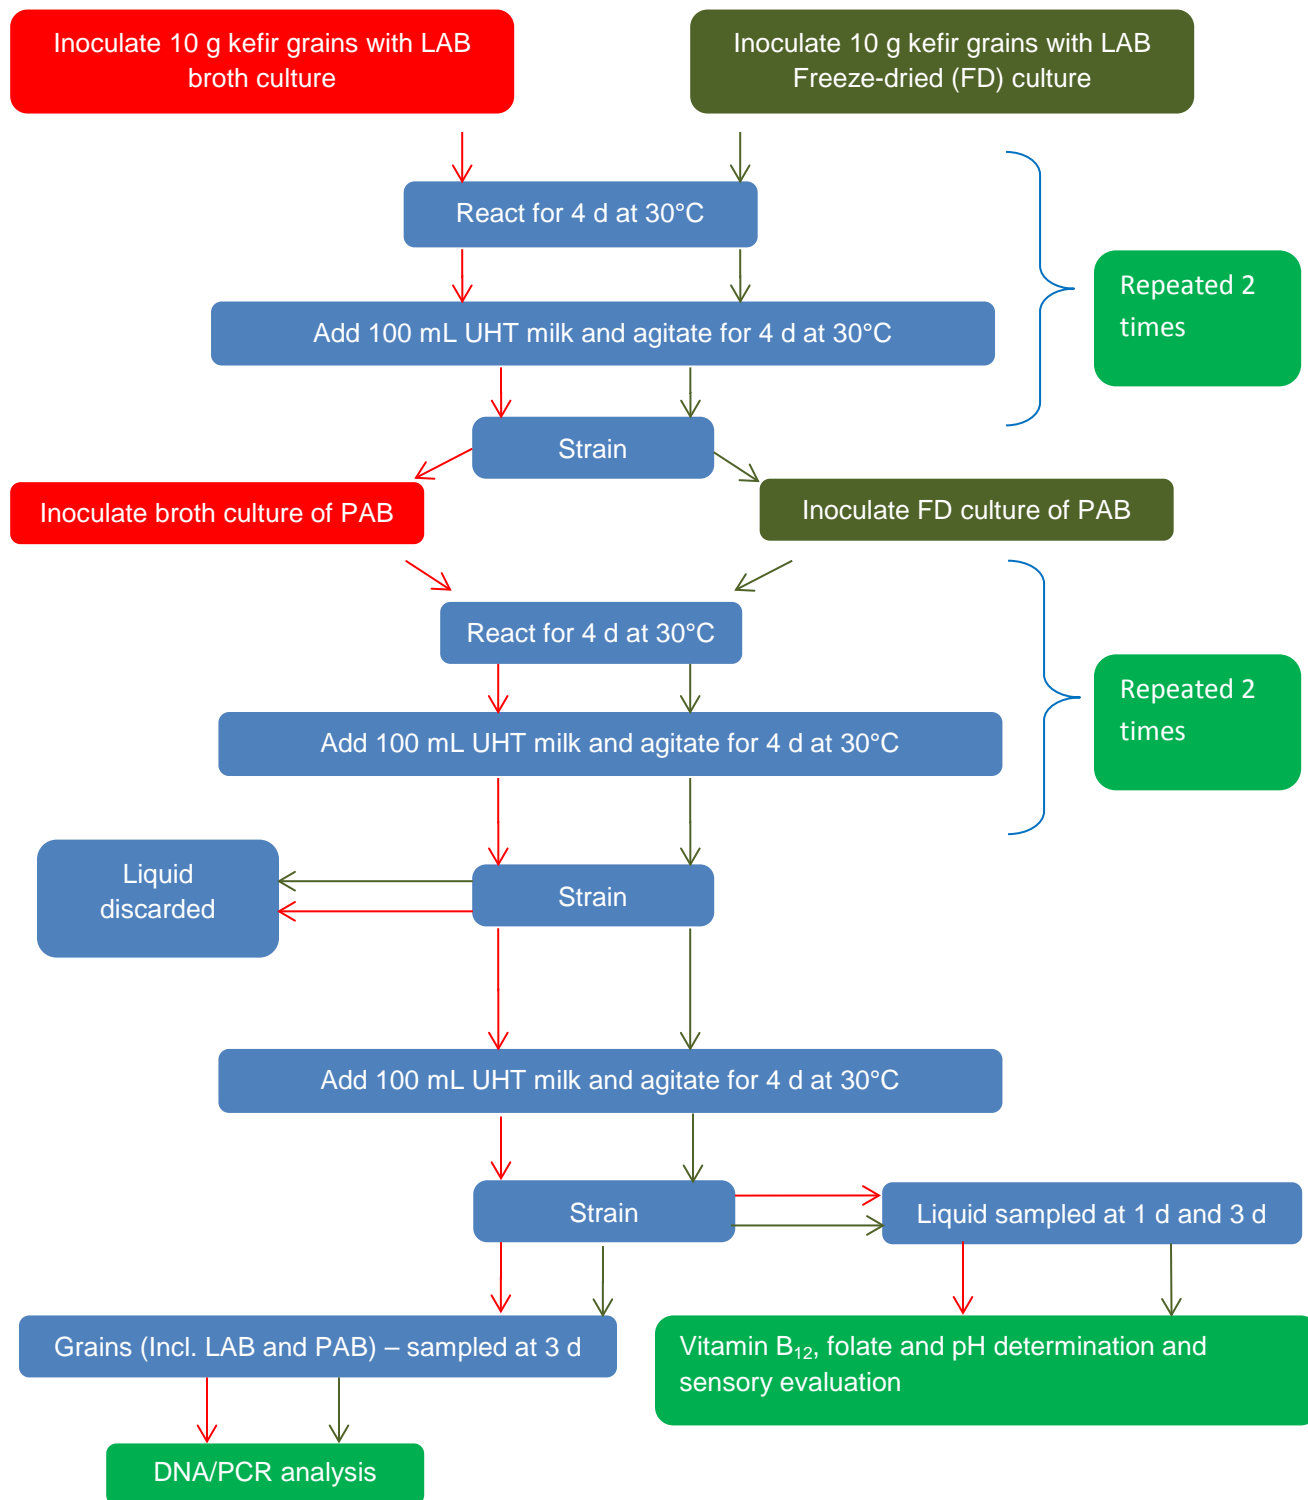 Inoculate 10 g kefir grains with LAB
broth culture
Inoculate 10 g kefir grains with LAB
Freeze-dried (FD) culture
React for 4 d at 30°C
Add 100 mL UHT milk and agitate for 4 d at 30°C
Repeated 2
times
Strain
Inoculate broth culture of PAB
Inoculate FD culture of PAB
React for 4 d at 30°C
Add 100 mL UHT milk and agitate for 4 d at 30°C
Repeated 2
times
Liquid
discarded
Strain
Add 100 mL UHT milk and agitate for 4 d at 30°C
Strain
Liquid sampled at 1 d and 3 d
Grains (Incl. LAB and PAB) – sampled at 3 d
Vitamin B₁₂, folate and pH determination and
sensory evaluation
DNA/PCR analysis